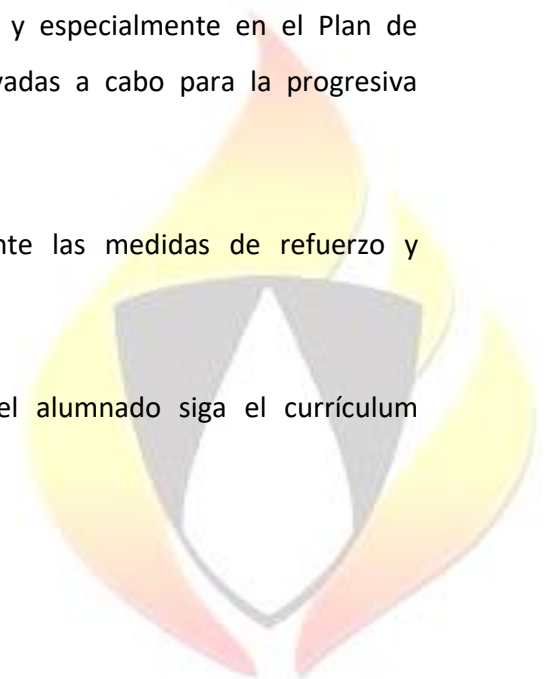 y especialmente en el Plan de
vadas a cabo para la progresiva
nte las medidas de refuerzo y
el alumnado siga el currículum